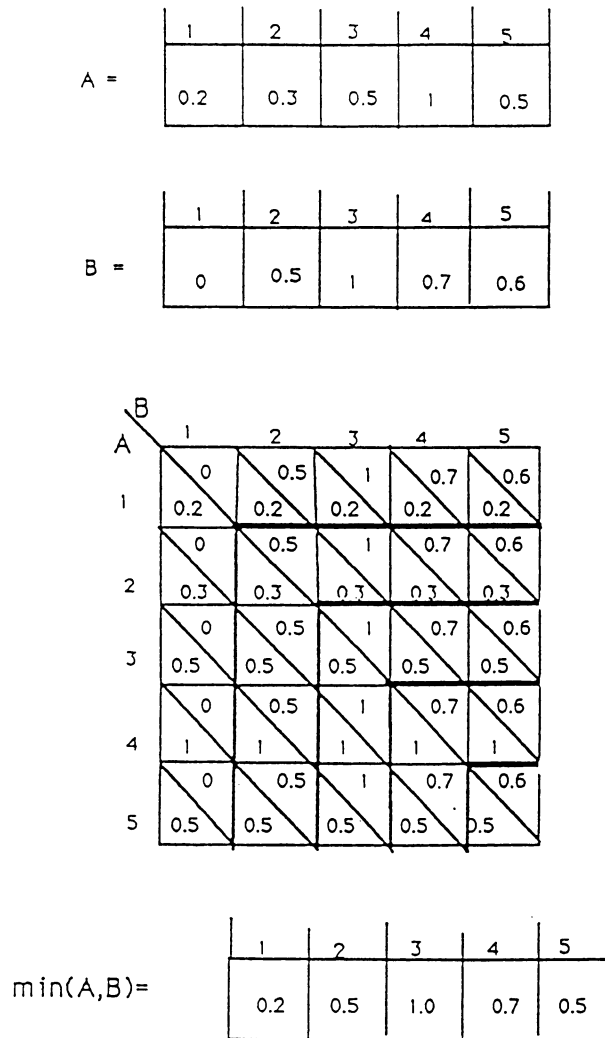 1 2 3 4 5
A =
0.2 0.3 0.5 1 0.5
1 2 3 4 5
B =
0 0.5 1 0.7 0.6
B
A 1 2 3 4 5
0 0.5 1 0.7 0.6
1
0.2 0.2 0.2 0.2 0.2
0 0.5 1 0.7 0.6
2
0.3 0.3 0.3 0.3 0.3
0 0.5 1 0.7 0.6
3
0.5 0.5 0.5 0.5 0.5
0 0.5 1 0.7 0.6
4
1 1 1 1 1
0 0.5 1 0.7 0.6
5
0.5 0.5 0.5 0.5 0.5
1 2 3 4 5
min(A,B)=
0.2 0.5 1.0 0.7 0.5